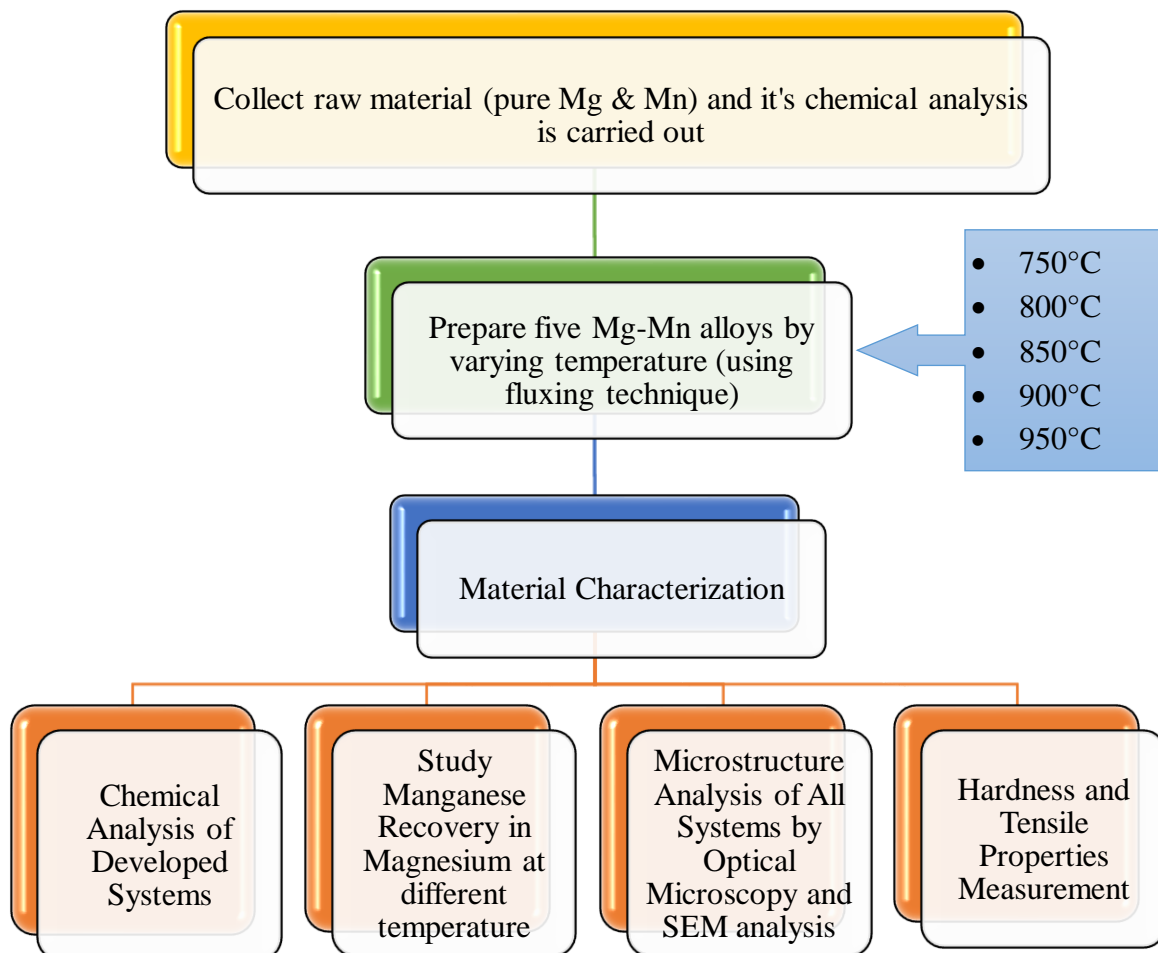 Collect raw material (pure Mg & Mn) and it's chemical analysis
is carried out
Prepare five Mg-Mn alloys by
varying temperature (using
fluxing technique)
• 750°C
• 800°C
• 850°C
• 900°C
• 950°C
Material Characterization
Chemical
Analysis of
Developed
Systems
Study
Manganese
Recovery in
Magnesium at
different
temperature
Microstructure
Analysis of All
Systems by
Optical
Microscopy and
SEM analysis
Hardness and
Tensile
Properties
Measurement